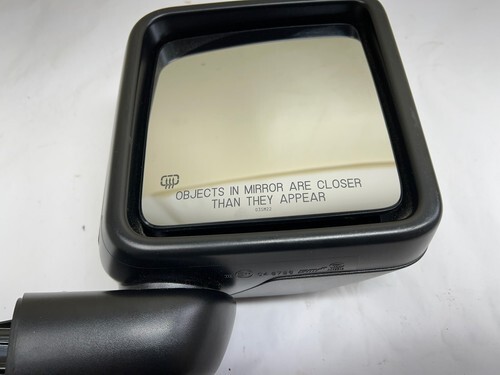 OBJECTS IN MIRROR ARE CLOSER
THAN THEY APPEAR